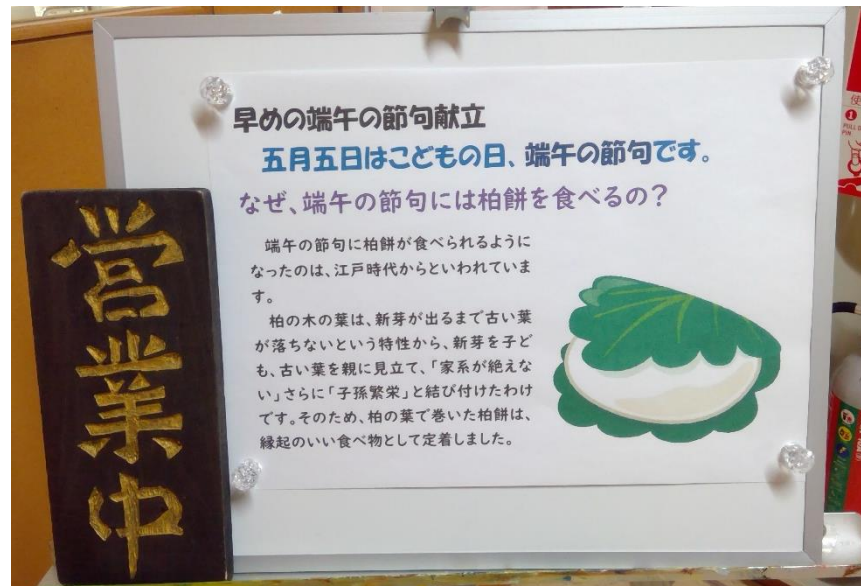 早めの端午の節句献立
五月五日はこどもの日、端午の節句です。
なぜ、端午の節句には柏餅を食べるの？
端午の節句に柏餅が食べられるように
なったのは、江戸時代からといわれていま
す。
柏の木の葉は、新芽が出るまで古い葉
が落ちないという特性から、新芽を子ど
も、古い葉を親に見立て、「家系が絶えな
い」さらに「子孫繁栄」と結び付けたわけ
です。そのため、柏の葉で巻いた柏餅は、
縁起のいい食べ物として定着しました。
営業中